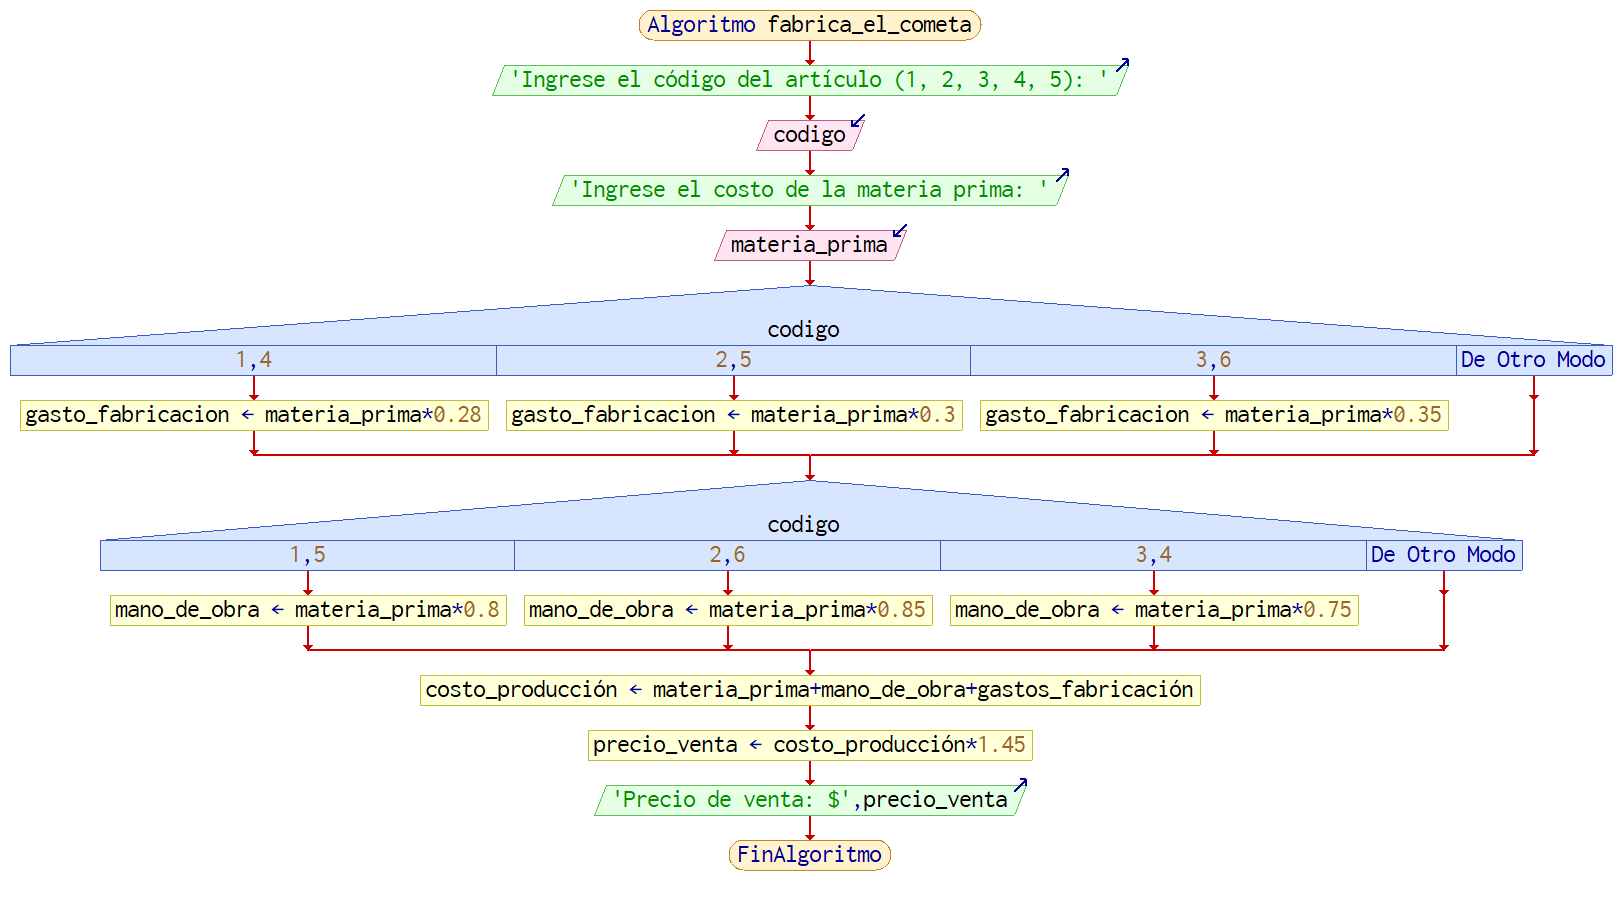 Algoritmo fabrica_el_cometa
'Ingrese el código del artículo (1, 2, 3, 4, 5): '
codigo
'Ingrese el costo de la materia prima: '
materia_prima
codigo
1,4 2,5 3,6 De Otro Modo
gasto_fabricacion ← materia_prima*0.28 gasto_fabricacion ← materia_prima*0.3 gasto_fabricacion ← materia_prima*0.35
codigo
1,5 2,6 3,4 De Otro Modo
mano_de_obra ← materia_prima*0.8 mano_de_obra ← materia_prima*0.85 mano_de_obra ← materia_prima*0.75
costo_producción ← materia_prima+mano_de_obra+gastos_fabricación
precio_venta ← costo_producción*1.45
'Precio de venta: $',precio_venta
FinAlgoritmo